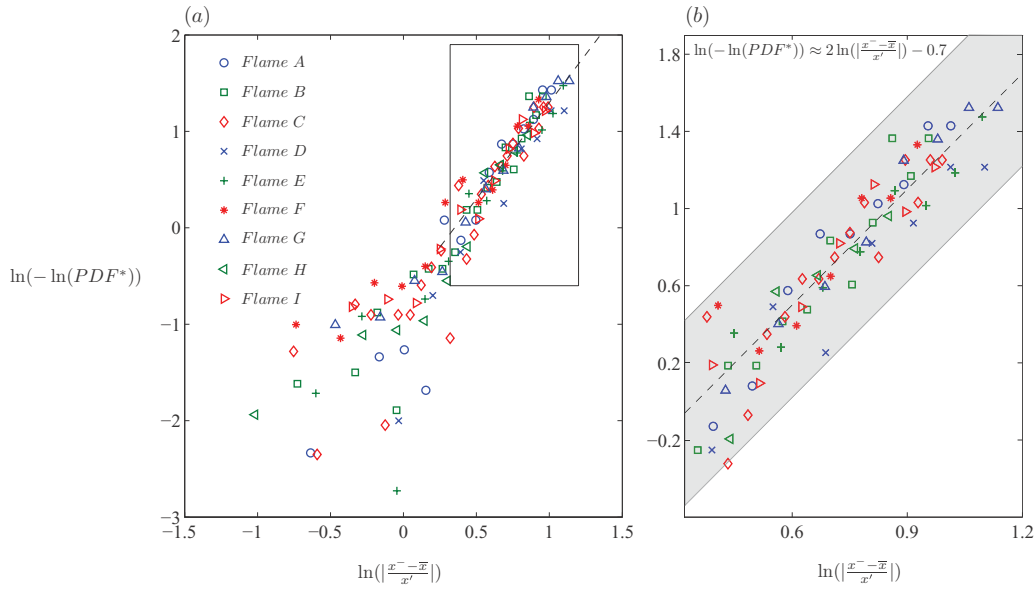 (a)
(b)
ln(−ln(PDF*))
2
1
0
−1
−2
−3
Flame A
Flame B
Flame C
Flame D
Flame E
Flame F
Flame G
Flame H
Flame I
−1.5
−1
−0.5
0
0.5
1
1.5
ln(|x⁻−x̅/x′|)
ln(−ln(PDF*)) ≈ 2 ln(|x⁻−x̅/x′|) − 0.7
1.9
1.8
1.4
1
0.6
0.2
−0.2
0.6
0.9
1.2
ln(|x⁻−x̅/x′|)